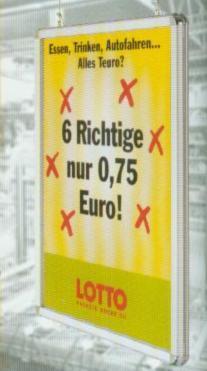 Essen, Trinken, Autofahren...
Alles Teuro?
6 Richtige
nur 0,75
Euro!
LOTTO